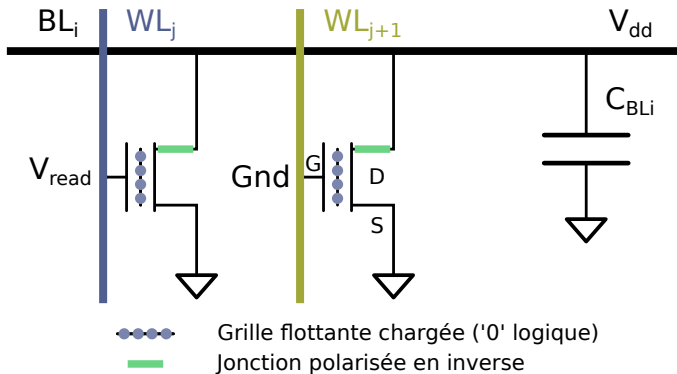 BLi WLj WLj+1 Vdd
CBLi
Vread Gnd G D
S
Grille flottante chargée ('0' logique)
Jonction polarisée en inverse